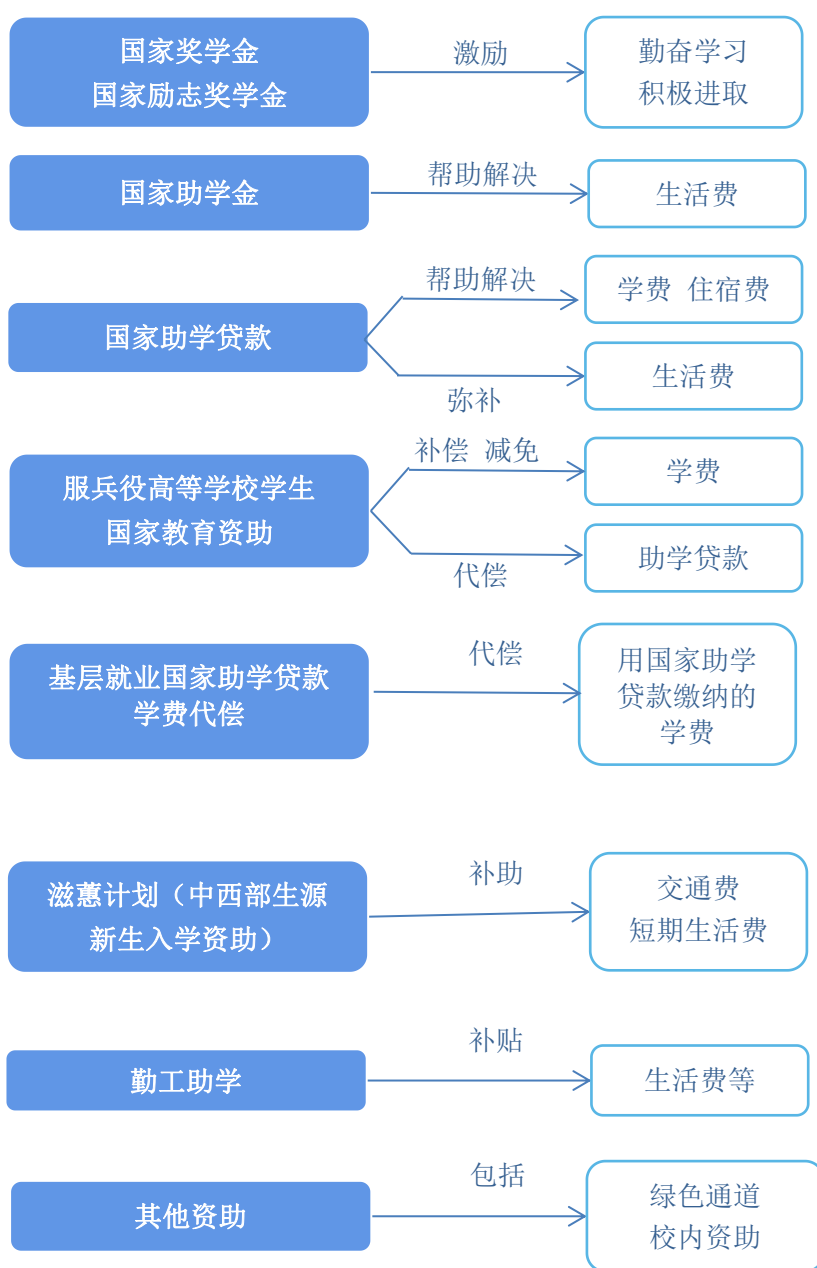 国家奖学金
国家励志奖学金
激励
勤奋学习
积极进取
国家助学金
帮助解决
生活费
国家助学贷款
帮助解决
学费 住宿费
弥补
生活费
服兵役高等学校学生
国家教育资助
补偿 减免
学费
代偿
助学贷款
基层就业国家助学贷款
学费代偿
代偿
用国家助学
贷款缴纳的
学费
滋蕙计划（中西部生源
新生入学资助）
补助
交通费
短期生活费
勤工助学
补贴
生活费等
其他资助
包括
绿色通道
校内资助